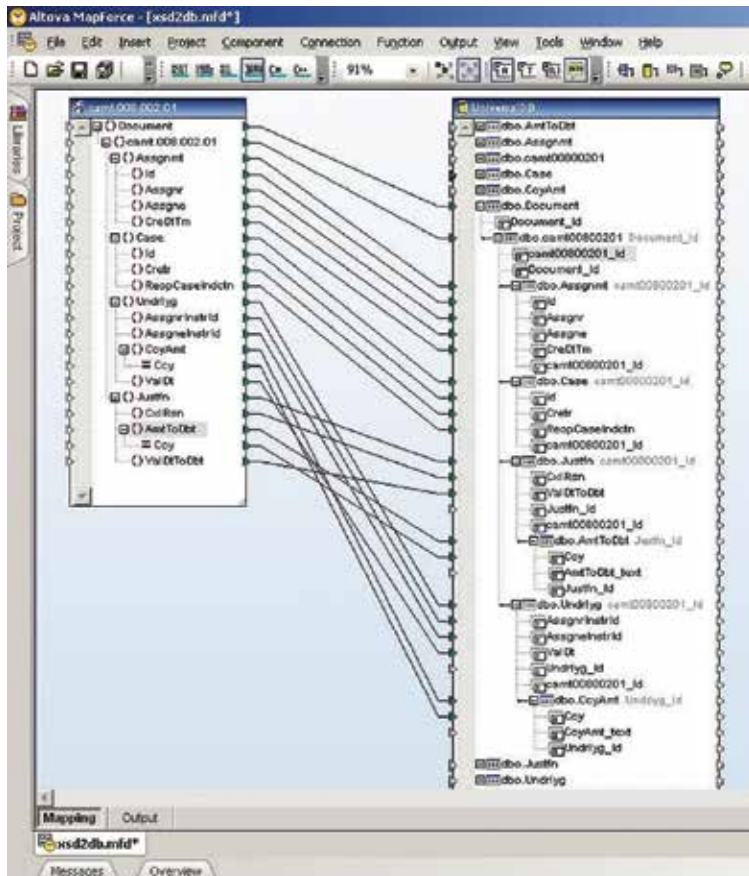 Altova MapForce - [xsd2db.mfd*]
File Edit Insert Project Component Connection Function Output View Tools Window Help
91%
Libraries
Project
camt.008.002.01
Document
camt.008.002.01
Assgnmt
Id
Assgnr
Assgne
CreDtTm
Case
Id
Cretr
ReopCaseIndctn
Undrlyg
AssgnrInstrId
AssgneInstrId
CcyAmt
Ccy
ValDt
Justfn
CxlRsn
AmtToDbt
Ccy
ValDtToDbt
dbo.AmtToDbt
dbo.Assgnmt
dbo.camt00800201
dbo.Case
dbo.CcyAmt
dbo.Document
Document_Id
dbo.camt00800201 Document_Id
camt00800201_Id
Document_Id
dbo.Assgnmt camt00800201_Id
Id
Assgnr
Assgne
CreDtTm
camt00800201_Id
dbo.Case camt00800201_Id
Id
Cretr
ReopCaseIndctn
camt00800201_Id
dbo.Justfn camt00800201_Id
CxlRsn
ValDtToDbt
Justfn_Id
camt00800201_Id
dbo.AmtToDbt Justfn_Id
Ccy
AmtToDbt_text
Justfn_Id
dbo.Undrlyg camt00800201_Id
AssgnrInstrId
AssgneInstrId
ValDt
Undrlyg_Id
camt00800201_Id
dbo.CcyAmt Undrlyg_Id
Ccy
CcyAmt_text
Undrlyg_Id
dbo.Justfn
dbo.Undrlyg
Mapping Output
xsd2db.mfd*
Messages Overview